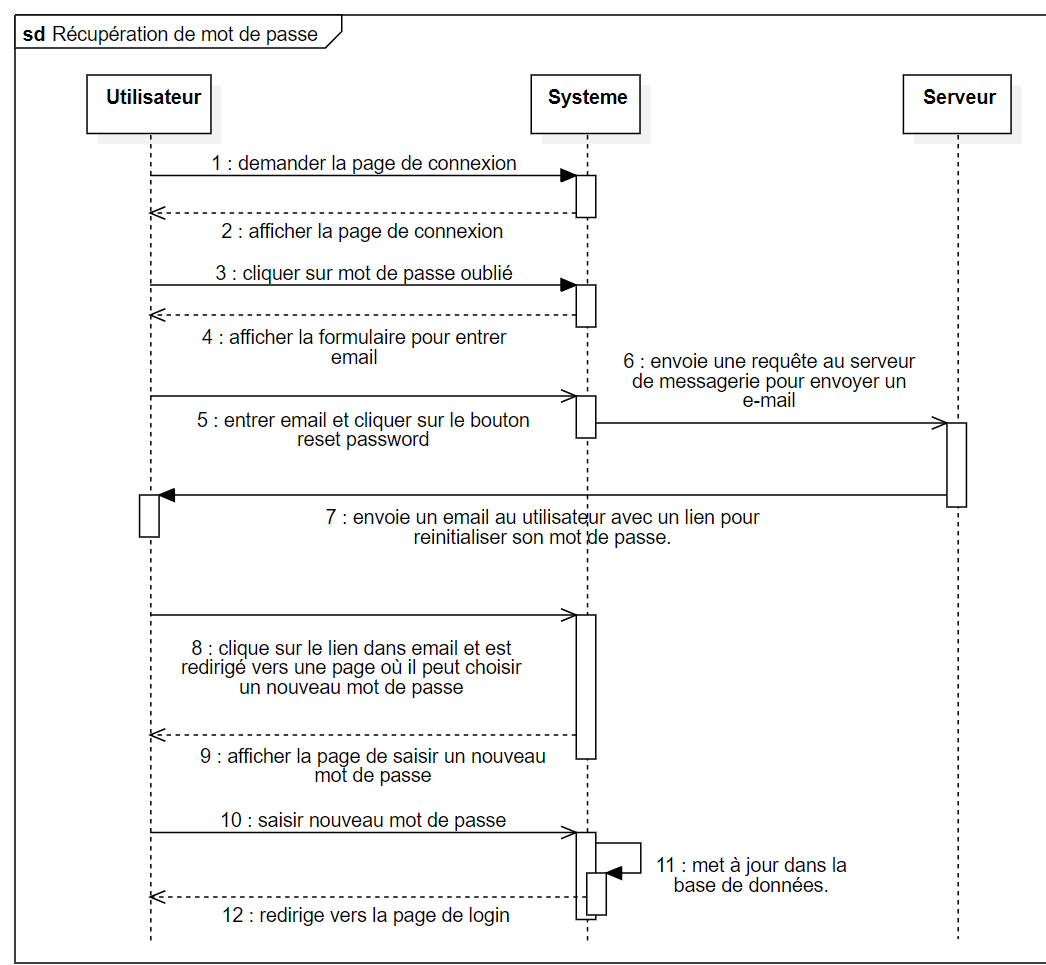 sd Récupération de mot de passe
Utilisateur
Systeme
Serveur
1 : demander la page de connexion
2 : afficher la page de connexion
3 : cliquer sur mot de passe oublié
4 : afficher la formulaire pour entrer
email
6 : envoie une requête au serveur
de messagerie pour envoyer un
e-mail
5 : entrer email et cliquer sur le bouton
reset password
7 : envoie un email au utilisateur avec un lien pour
reinitialiser son mot de passe.
8 : clique sur le lien dans email et est
redirigé vers une page où il peut choisir
un nouveau mot de passe
9 : afficher la page de saisir un nouveau
mot de passe
10 : saisir nouveau mot de passe
11 : met à jour dans la
base de données.
12 : redirige vers la page de login